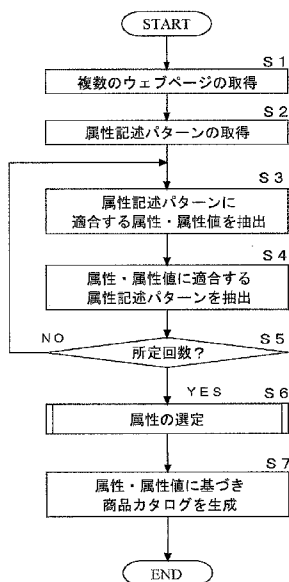 START
S1
複数のウェブページの取得
S2
属性記述パターンの取得
S3
属性記述パターンに
適合する属性・属性値を抽出
S4
属性・属性値に適合する
属性記述パターンを抽出
S5
NO
所定回数?
YES
S6
属性の選定
S7
属性・属性値に基づき
商品カタログを生成
END